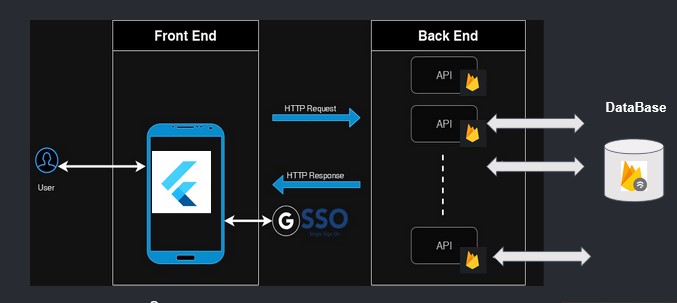 Front End
Back End
API
HTTP Request
API
DataBase
HTTP Response
User
G SSO
Single Sign On
API